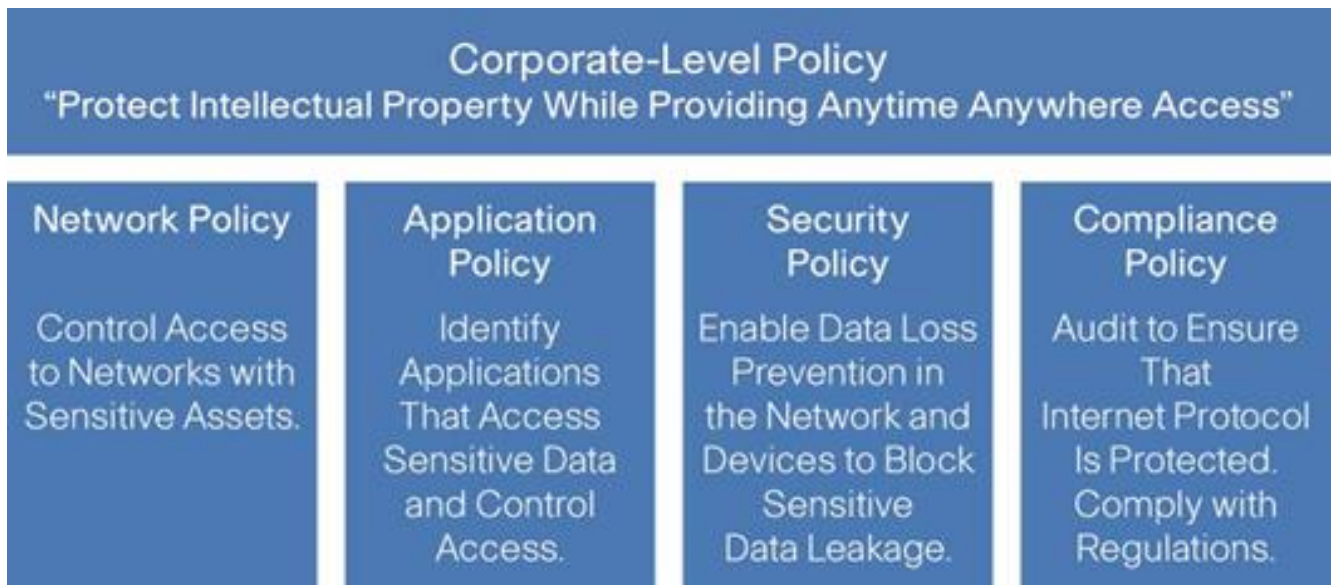 Corporate-Level Policy
“Protect Intellectual Property While Providing Anytime Anywhere Access”
Network Policy
Control Access
to Networks with
Sensitive Assets.
Application
Policy
Identify
Applications
That Access
Sensitive Data
and Control
Access.
Security
Policy
Enable Data Loss
Prevention in
the Network and
Devices to Block
Sensitive
Data Leakage.
Compliance
Policy
Audit to Ensure
That
Internet Protocol
Is Protected.
Comply with
Regulations.